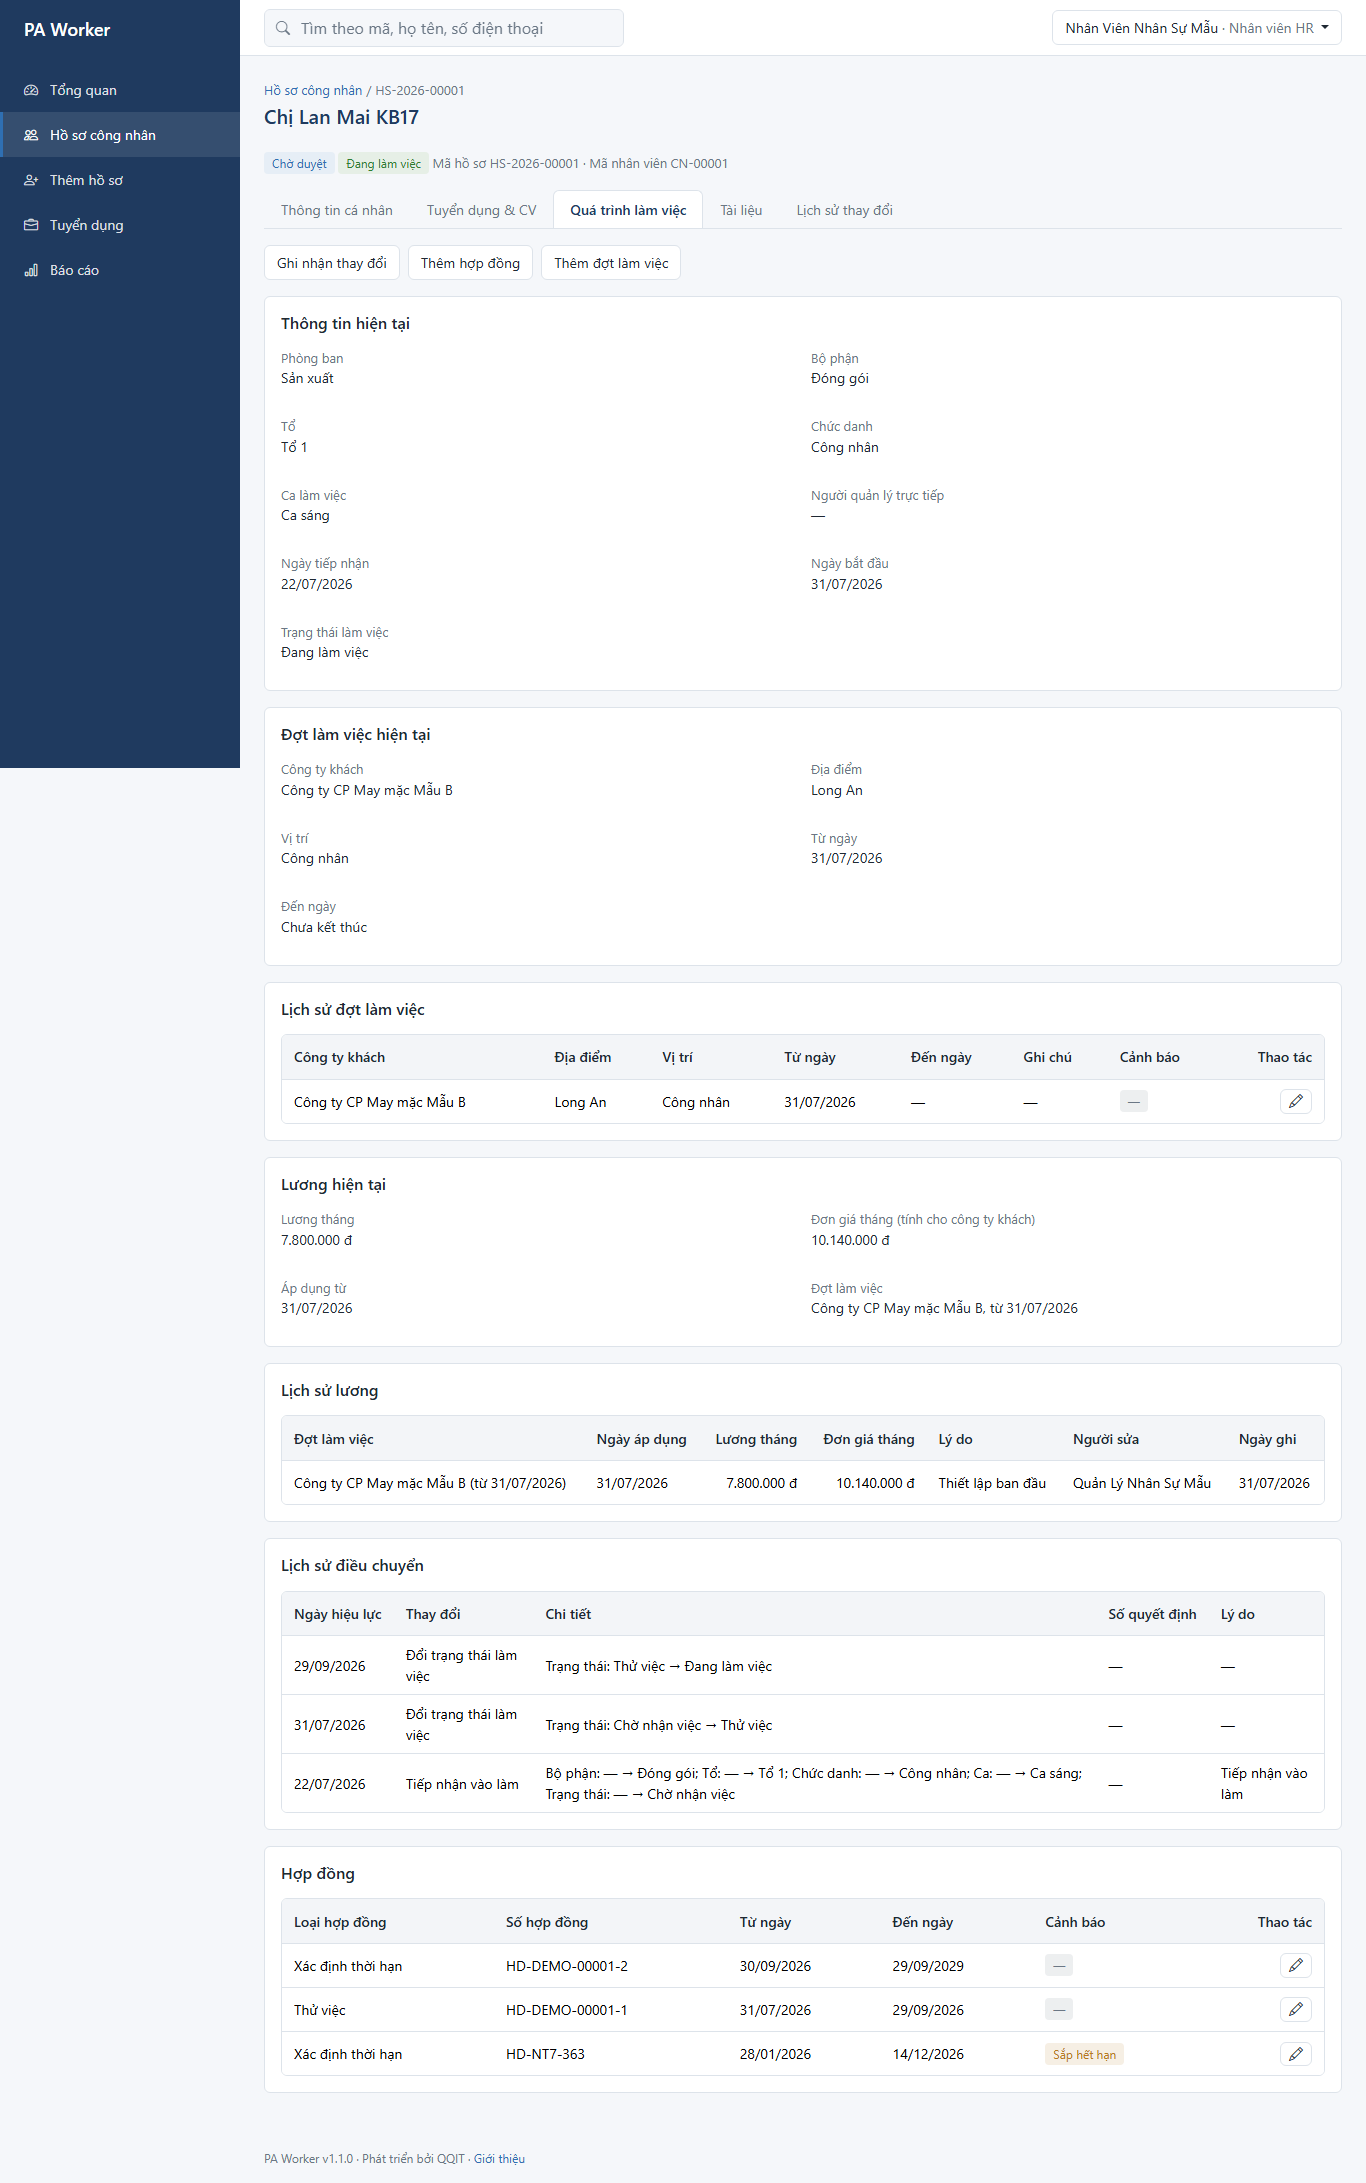 PA Worker
Tìm theo mã, họ tên, số điện thoại
Nhân Viên Nhân Sự Mẫu · Nhân viên HR
Tổng quan
Hồ sơ công nhân
Thêm hồ sơ
Tuyển dụng
Báo cáo
Hồ sơ công nhân / HS-2026-00001
Chị Lan Mai KB17
Chờ duyệt Đang làm việc Mã hồ sơ HS-2026-00001 · Mã nhân viên CN-00001
Thông tin cá nhân Tuyển dụng & CV Quá trình làm việc Tài liệu Lịch sử thay đổi
Ghi nhận thay đổi Thêm hợp đồng Thêm đợt làm việc
Thông tin hiện tại
Phòng ban Bộ phận
Sản xuất Đóng gói
Tổ Chức danh
Tổ 1 Công nhân
Ca làm việc Người quản lý trực tiếp
Ca sáng —
Ngày tiếp nhận Ngày bắt đầu
22/07/2026 31/07/2026
Trạng thái làm việc
Đang làm việc
Đợt làm việc hiện tại
Công ty khách Địa điểm
Công ty CP May mặc Mẫu B Long An
Vị trí Từ ngày
Công nhân 31/07/2026
Đến ngày
Chưa kết thúc
Lịch sử đợt làm việc
Công ty khách Địa điểm Vị trí Từ ngày Đến ngày Ghi chú Cảnh báo Thao tác
Công ty CP May mặc Mẫu B Long An Công nhân 31/07/2026 — — —
Lương hiện tại
Lương tháng Đơn giá tháng (tính cho công ty khách)
7.800.000 đ 10.140.000 đ
Áp dụng từ Đợt làm việc
31/07/2026 Công ty CP May mặc Mẫu B, từ 31/07/2026
Lịch sử lương
Đợt làm việc Ngày áp dụng Lương tháng Đơn giá tháng Lý do Người sửa Ngày ghi
Công ty CP May mặc Mẫu B (từ 31/07/2026) 31/07/2026 7.800.000 đ 10.140.000 đ Thiết lập ban đầu Quản Lý Nhân Sự Mẫu 31/07/2026
Lịch sử điều chuyển
Ngày hiệu lực Thay đổi Chi tiết Số quyết định Lý do
29/09/2026 Đổi trạng thái làm việc Trạng thái: Thử việc → Đang làm việc — —
31/07/2026 Đổi trạng thái làm việc Trạng thái: Chờ nhận việc → Thử việc — —
22/07/2026 Tiếp nhận vào làm Bộ phận: — → Đóng gói; Tổ: — → Tổ 1; Chức danh: — → Công nhân; Ca: — → Ca sáng; Trạng thái: — → Chờ nhận việc — Tiếp nhận vào làm
Hợp đồng
Loại hợp đồng Số hợp đồng Từ ngày Đến ngày Cảnh báo Thao tác
Xác định thời hạn HD-DEMO-00001-2 30/09/2026 29/09/2029 —
Thử việc HD-DEMO-00001-1 31/07/2026 29/09/2026 —
Xác định thời hạn HD-NT7-363 28/01/2026 14/12/2026 Sắp hết hạn
PA Worker v1.1.0 · Phát triển bởi QQIT · Giới thiệu